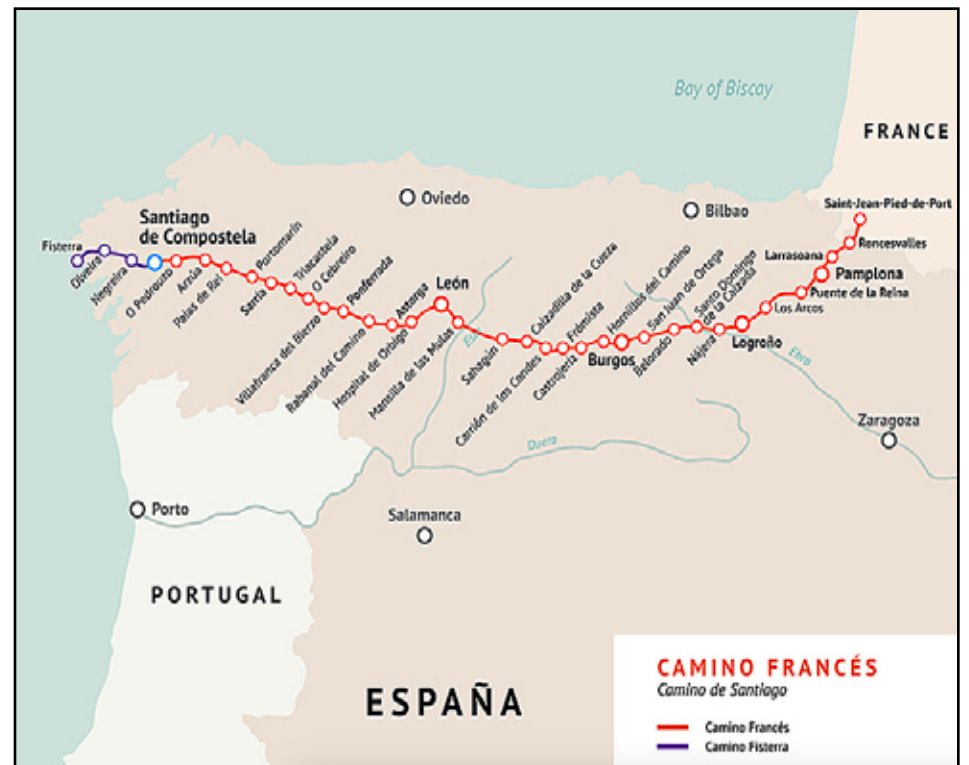 Bay of Biscay
FRANCE
Oviedo
Bilbao
Saint-Jean-Pied-de-Port
Roncesvalles
Larrasoana
Pamplona
Puente de la Reina
Los Arcos
Logroño
Nájera
Santo Domingo
de la Calzada
Belorado
San Juan de Ortega
Burgos
Hornillos del Camino
Castrojeriz
Frómista
Carrión de los Condes
Calzadilla de la Cueza
Sahagún
Mansilla de las Mulas
León
Hospital de Orbigo
Astorga
Rabanal del Camino
Ponferrada
Villafranca del Bierzo
O Cebreiro
Triacastela
Sarria
Portomarín
Palas de Rei
Arzúa
O Pedrouzo
Santiago
de Compostela
Negreira
Olveira
Fisterra
Ebro
Duero
Zaragoza
Porto
Salamanca
PORTUGAL
ESPAÑA
CAMINO FRANCÉS
Camino de Santiago
Camino Francés
Camino Fisterra